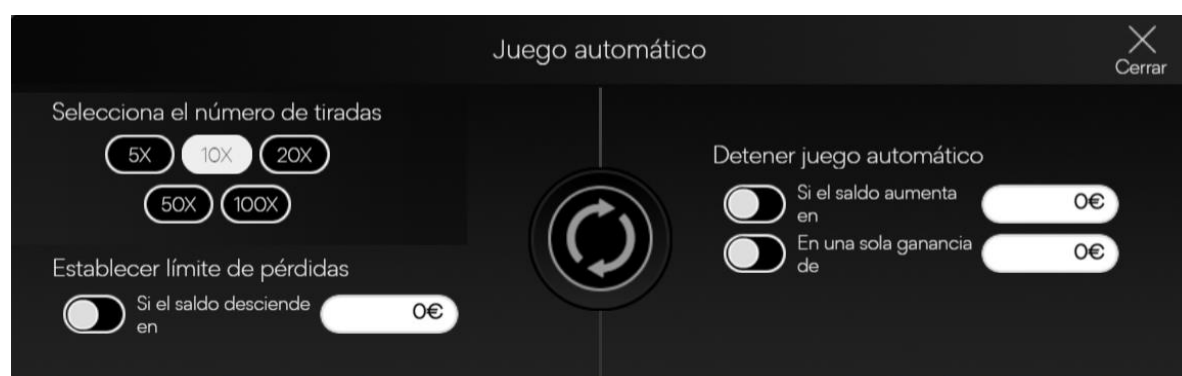 Juego automático
Cerrar
Selecciona el número de tiradas
5X 10X 20X
50X 100X
Establecer límite de pérdidas
Si el saldo desciende
en
0€
Detener juego automático
Si el saldo aumenta
en
0€
En una sola ganancia
de
0€